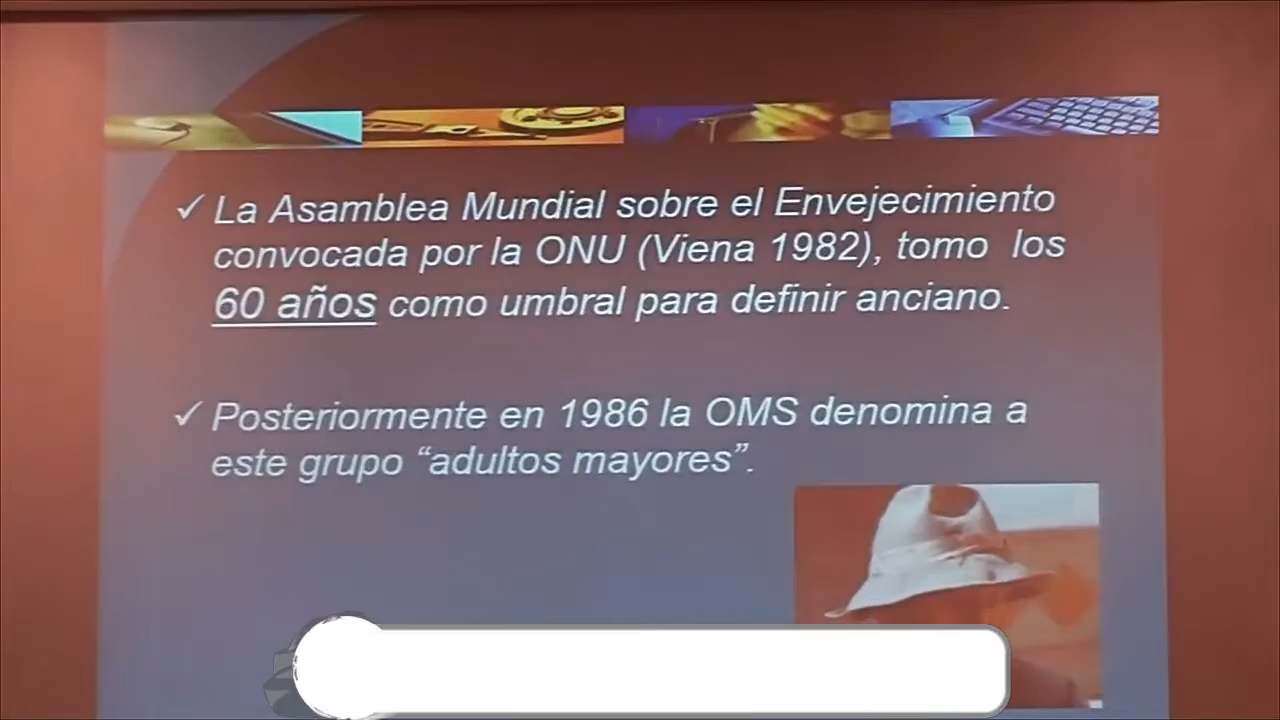 ✓ La Asamblea Mundial sobre el Envejecimiento
convocada por la ONU (Viena 1982), tomo los
60 años como umbral para definir anciano.
✓ Posteriormente en 1986 la OMS denomina a
este grupo “adultos mayores”.